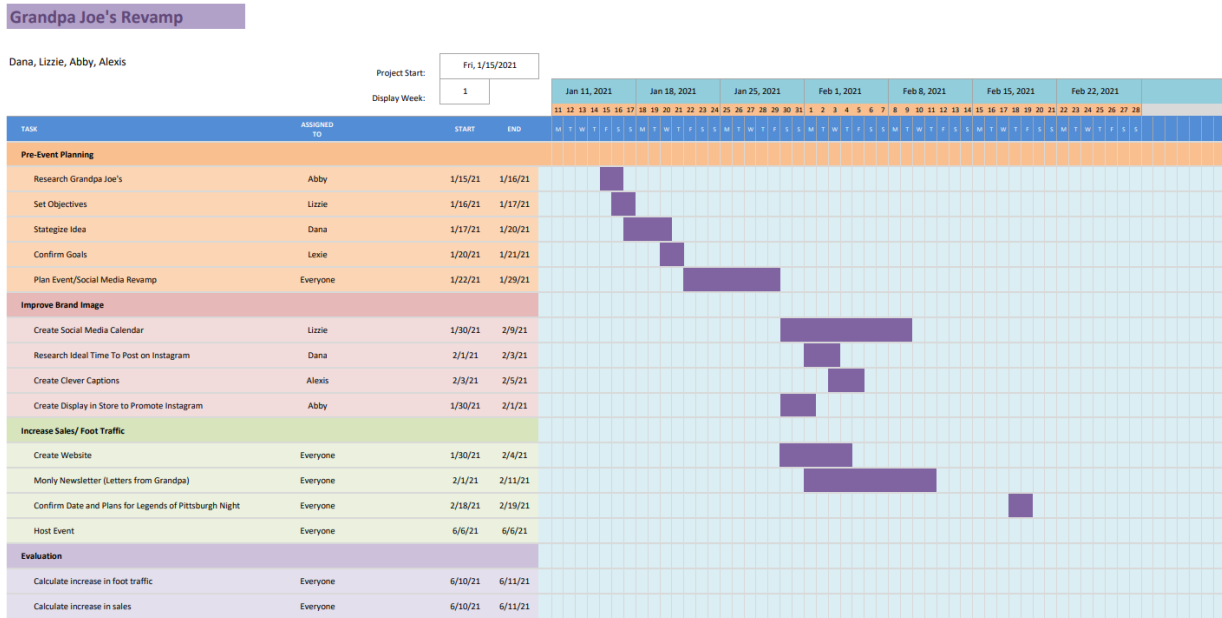 Grandpa Joe's Revamp
Dana, Lizzie, Abby, Alexis
Project Start: Fri, 1/15/2021
Display Week: 1
Jan 11, 2021 Jan 18, 2021 Jan 25, 2021 Feb 1, 2021 Feb 8, 2021 Feb 15, 2021 Feb 22, 2021
11 12 13 14 15 16 17 18 19 20 21 22 23 24 25 26 27 28 29 30 31 1 2 3 4 5 6 7 8 9 10 11 12 13 14 15 16 17 18 19 20 21 22 23 24 25 26 27 28
TASK ASSIGNED TO START END M T W T F S S M T W T F S S M T W T F S S M T W T F S S M T W T F S S M T W T F S S M T W T F S S
Pre-Event Planning
Research Grandpa Joe's Abby 1/15/21 1/16/21
Set Objectives Lizzie 1/16/21 1/17/21
Stategize Idea Dana 1/17/21 1/20/21
Confirm Goals Lexie 1/20/21 1/21/21
Plan Event/Social Media Revamp Everyone 1/22/21 1/29/21
Improve Brand Image
Create Social Media Calendar Lizzie 1/30/21 2/9/21
Research Ideal Time To Post on Instagram Dana 2/1/21 2/3/21
Create Clever Captions Alexis 2/3/21 2/5/21
Create Display in Store to Promote Instagram Abby 1/30/21 2/1/21
Increase Sales/ Foot Traffic
Create Website Everyone 1/30/21 2/4/21
Monly Newsletter (Letters from Grandpa) Everyone 2/1/21 2/11/21
Confirm Date and Plans for Legends of Pittsburgh Night Everyone 2/18/21 2/19/21
Host Event Everyone 6/6/21 6/6/21
Evaluation
Calculate increase in foot traffic Everyone 6/10/21 6/11/21
Calculate increase in sales Everyone 6/10/21 6/11/21